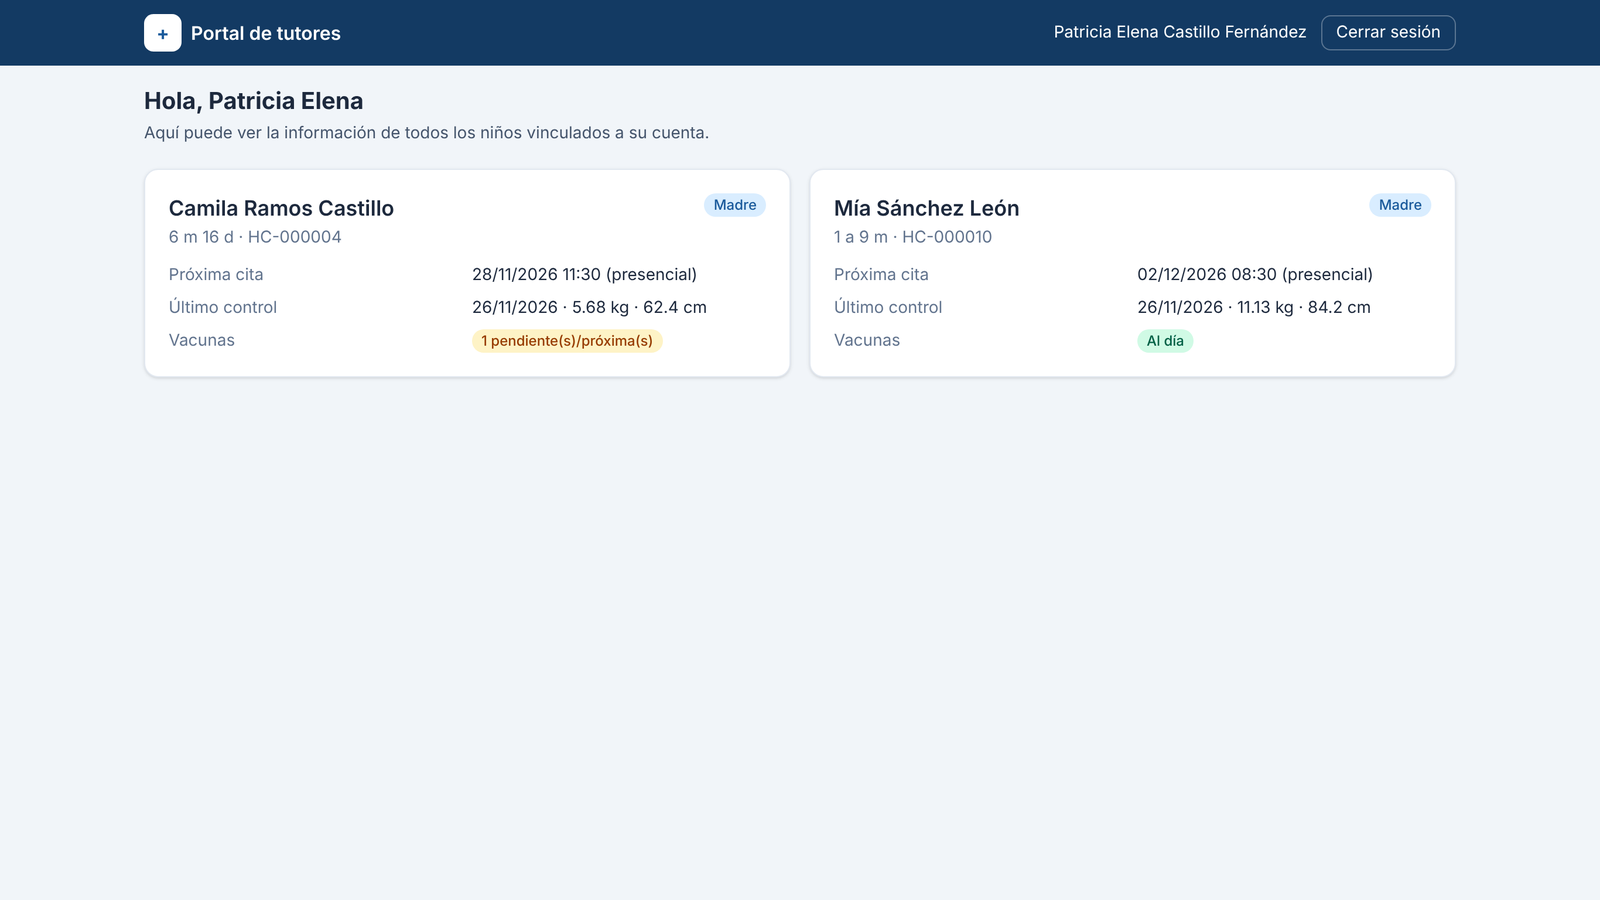 + Portal de tutores
Patricia Elena Castillo Fernández
Cerrar sesión
Hola, Patricia Elena
Aquí puede ver la información de todos los niños vinculados a su cuenta.
Camila Ramos Castillo
Madre
6 m 16 d · HC-000004
Próxima cita
28/11/2026 11:30 (presencial)
Último control
26/11/2026 · 5.68 kg · 62.4 cm
Vacunas
1 pendiente(s)/próxima(s)
Mía Sánchez León
Madre
1 a 9 m · HC-000010
Próxima cita
02/12/2026 08:30 (presencial)
Último control
26/11/2026 · 11.13 kg · 84.2 cm
Vacunas
Al día